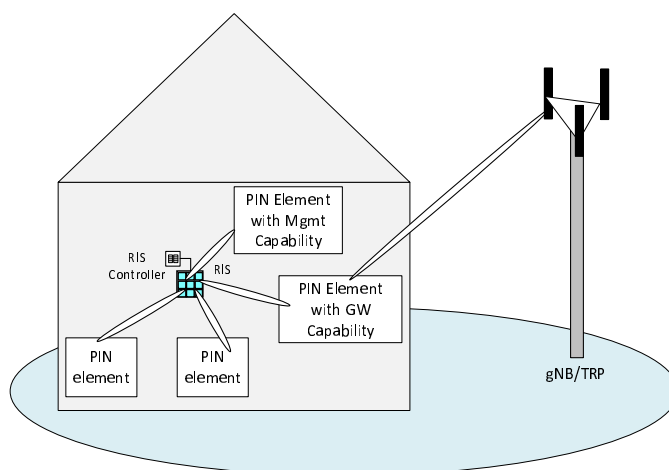 PIN Element
with Mgmt
Capability
RIS
Controller
RIS
PIN Element
with GW
Capability
PIN
element
PIN
element
gNB/TRP